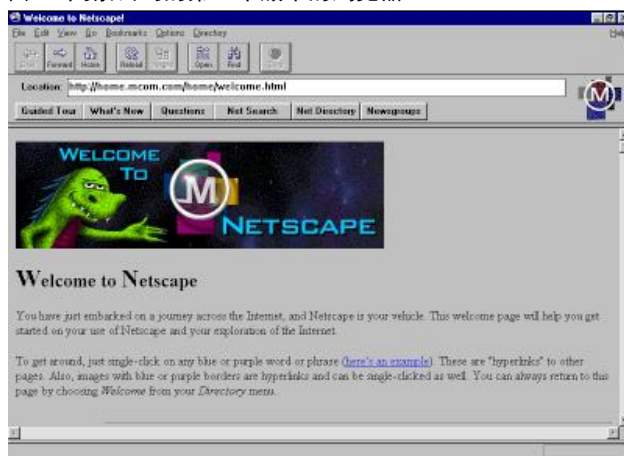 Welcome to Netscape!
File Edit View Go Bookmarks Options Directory
Help
Forward Home Reload Open Find
Location: http://home.mcom.com/home/welcome.html
Guided Tour What's New Questions Net Search Net Directory Newsgroups
M
WELCOME
TO
M
NETSCAPE
Welcome to Netscape
You have just embarked on a journey across the Internet, and Netscape is your vehicle. This welcome page will help you get
started on your use of Netscape and your exploration of the Internet.
To get around, just single-click on any blue or purple word or phrase (here's an example). These are "hyperlinks" to other
pages. Also, images with blue or purple borders are hyperlinks and can be single-clicked as well. You can always return to this
page by choosing Welcome from your Directory menu.